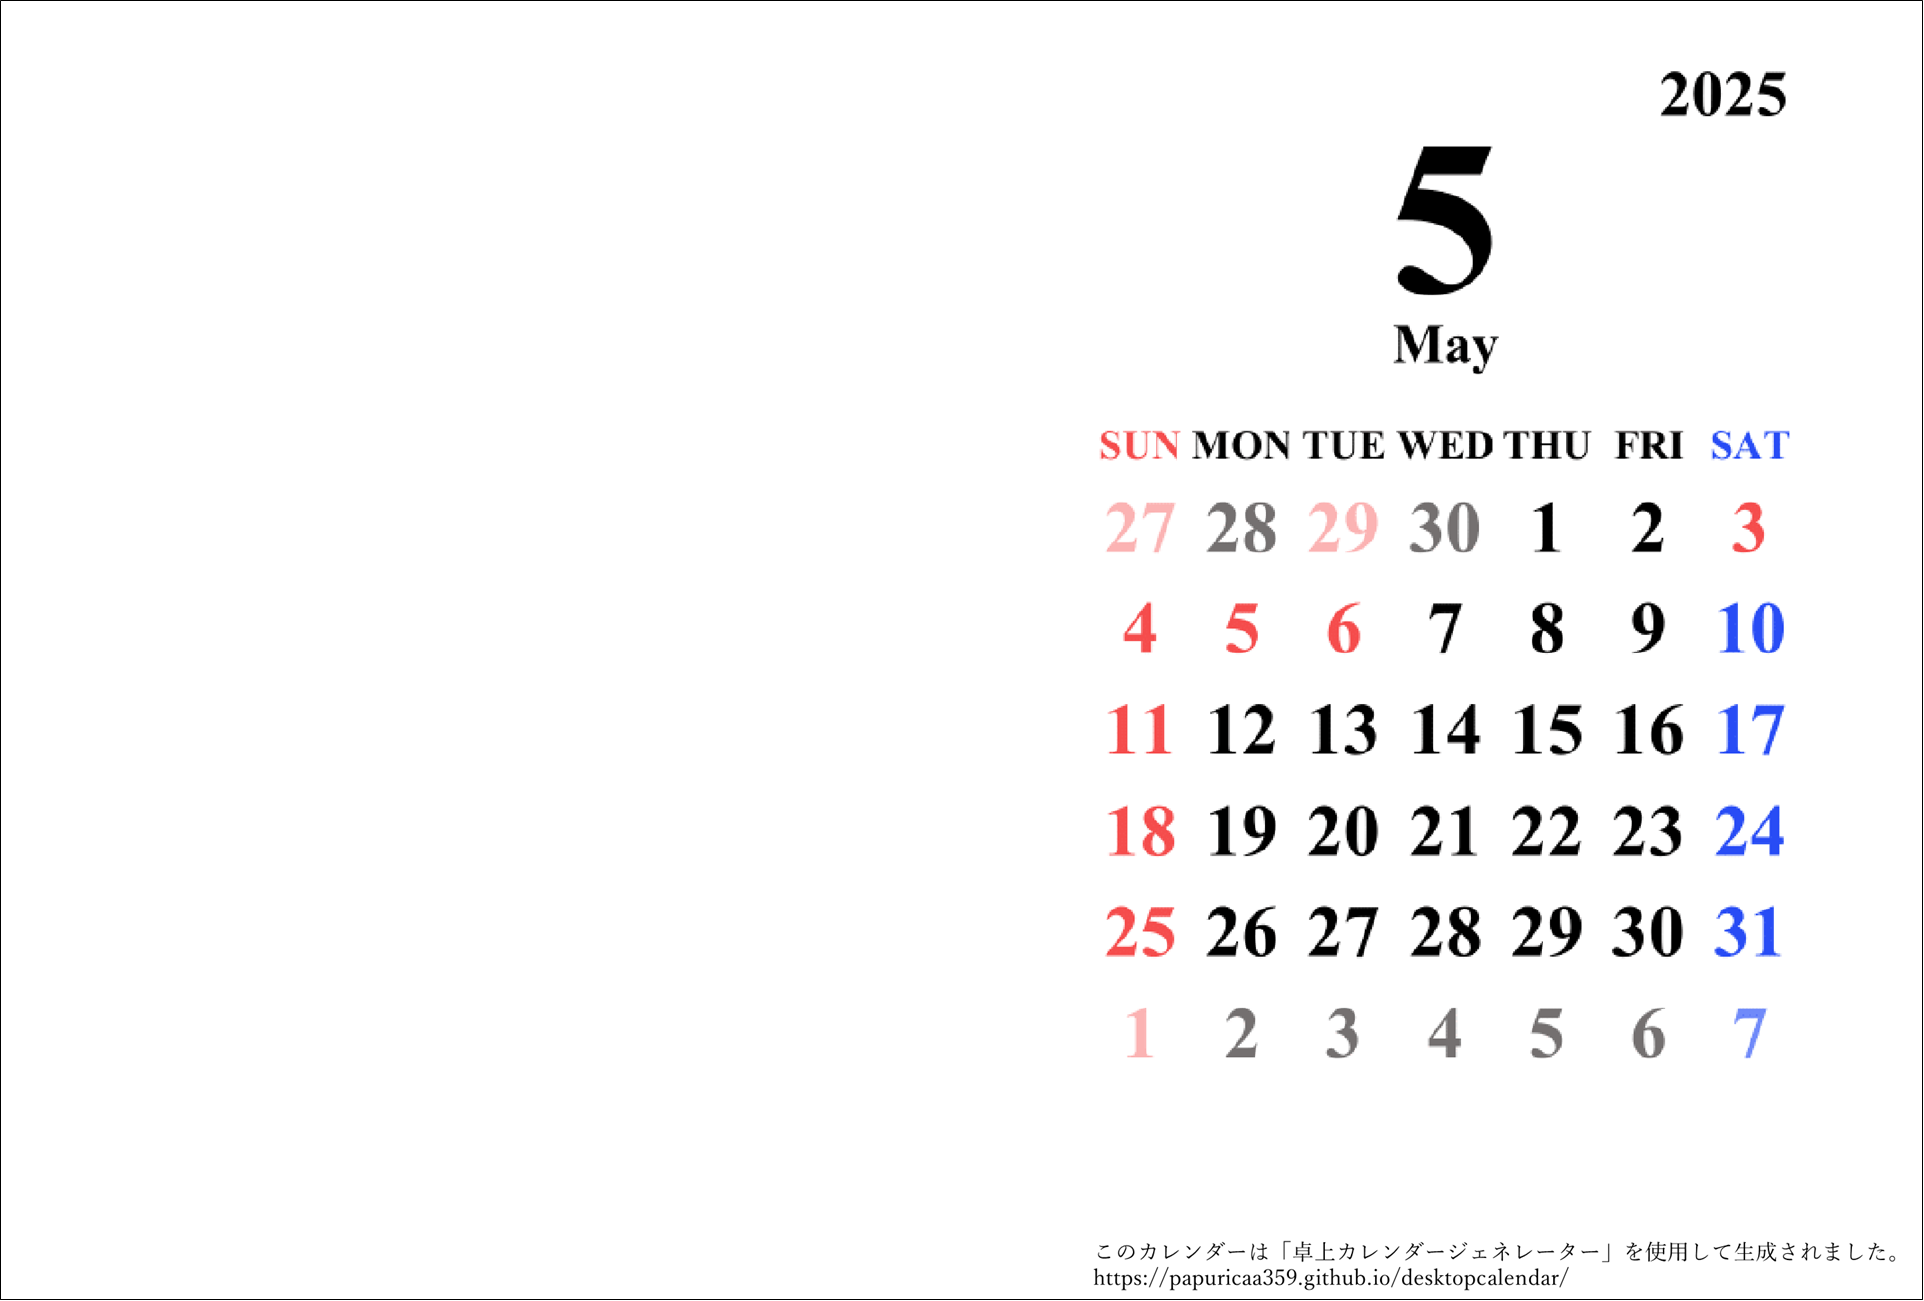 2025
5
May
SUN MON TUE WED THU FRI SAT
27 28 29 30 1 2 3
4 5 6 7 8 9 10
11 12 13 14 15 16 17
18 19 20 21 22 23 24
25 26 27 28 29 30 31
1 2 3 4 5 6 7
このカレンダーは「卓上カレンダージェネレーター」を使用して生成されました。
https://papuricaa359.github.io/desktopcalendar/